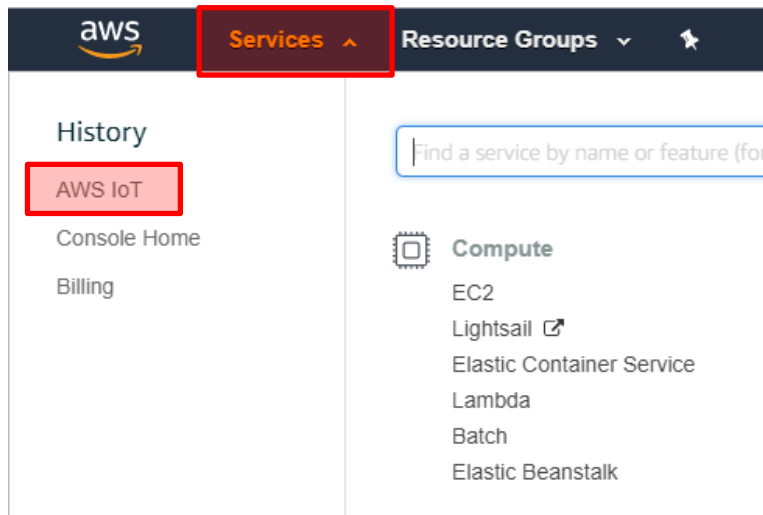 aws Services Resource Groups
History
AWS IoT
Console Home
Billing
Find a service by name or feature (for
Compute
EC2
Lightsail
Elastic Container Service
Lambda
Batch
Elastic Beanstalk